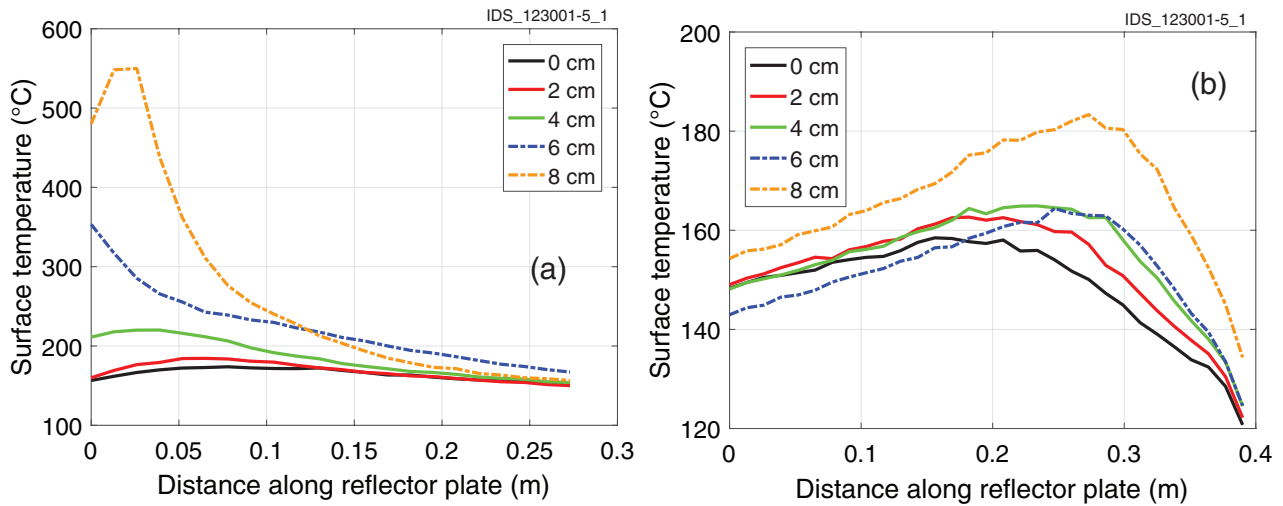 IDS_123001-5_1
600
500
400
300
200
100
0
0.05
0.1
0.15
0.2
0.25
0.3
Surface temperature (°C)
Distance along reflector plate (m)
0 cm
2 cm
4 cm
6 cm
8 cm
(a)
IDS_123001-5_1
200
180
160
140
120
0
0.1
0.2
0.3
0.4
Surface temperature (°C)
Distance along reflector plate (m)
0 cm
2 cm
4 cm
6 cm
8 cm
(b)